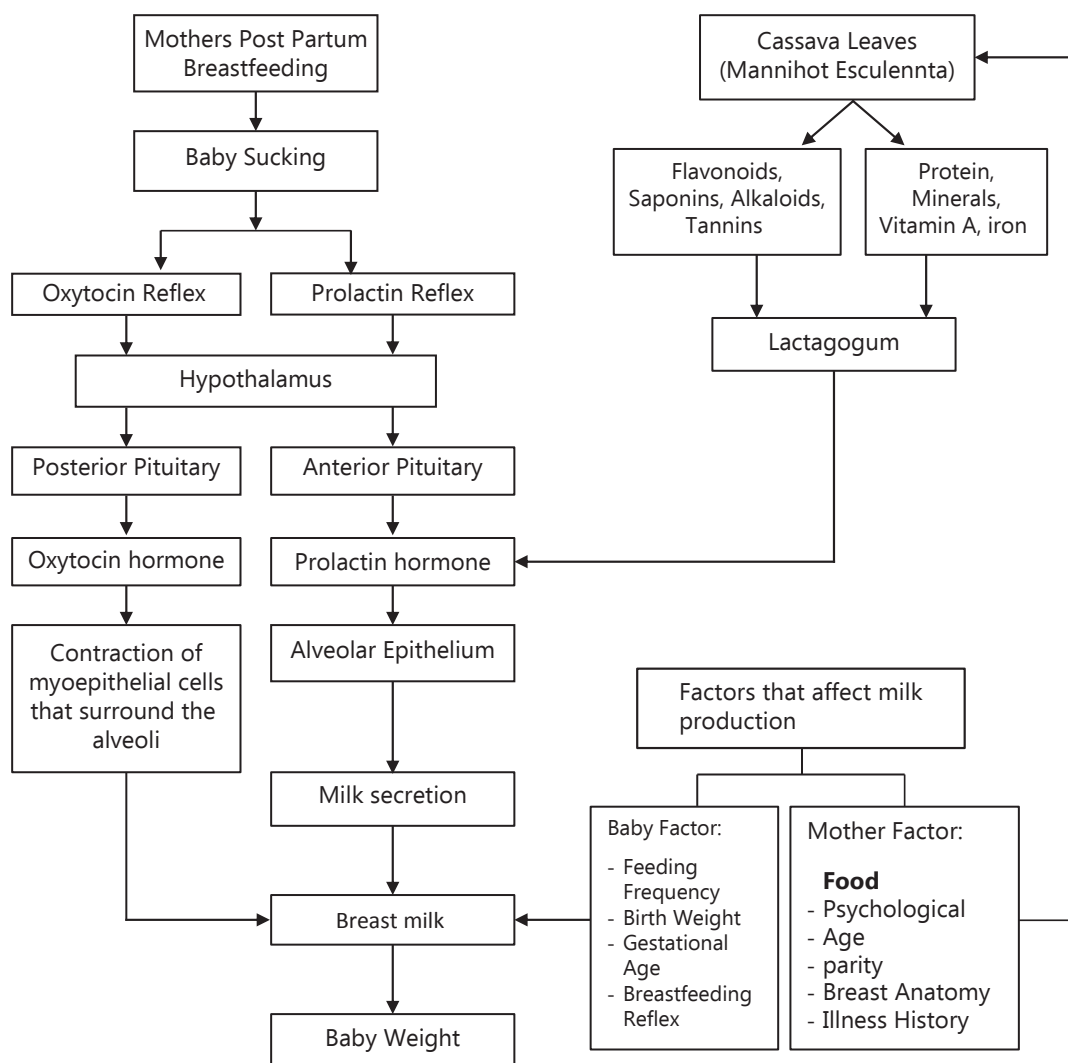 Mothers Post Partum
Breastfeeding
Baby Sucking
Oxytocin Reflex
Prolactin Reflex
Hypothalamus
Posterior Pituitary
Anterior Pituitary
Oxytocin hormone
Prolactin hormone
Contraction of
myoepithelial cells
that surround the
alveoli
Alveolar Epithelium
Milk secretion
Breast milk
Baby Weight
Cassava Leaves
(Mannihot Esculennta)
Flavonoids,
Saponins, Alkaloids,
Tannins
Protein,
Minerals,
Vitamin A, iron
Lactagogum
Factors that affect milk
production
Baby Factor:
- Feeding
Frequency
- Birth Weight
- Gestational
Age
- Breastfeeding
Reflex
Mother Factor:
Food
- Psychological
- Age
- parity
- Breast Anatomy
- Illness History